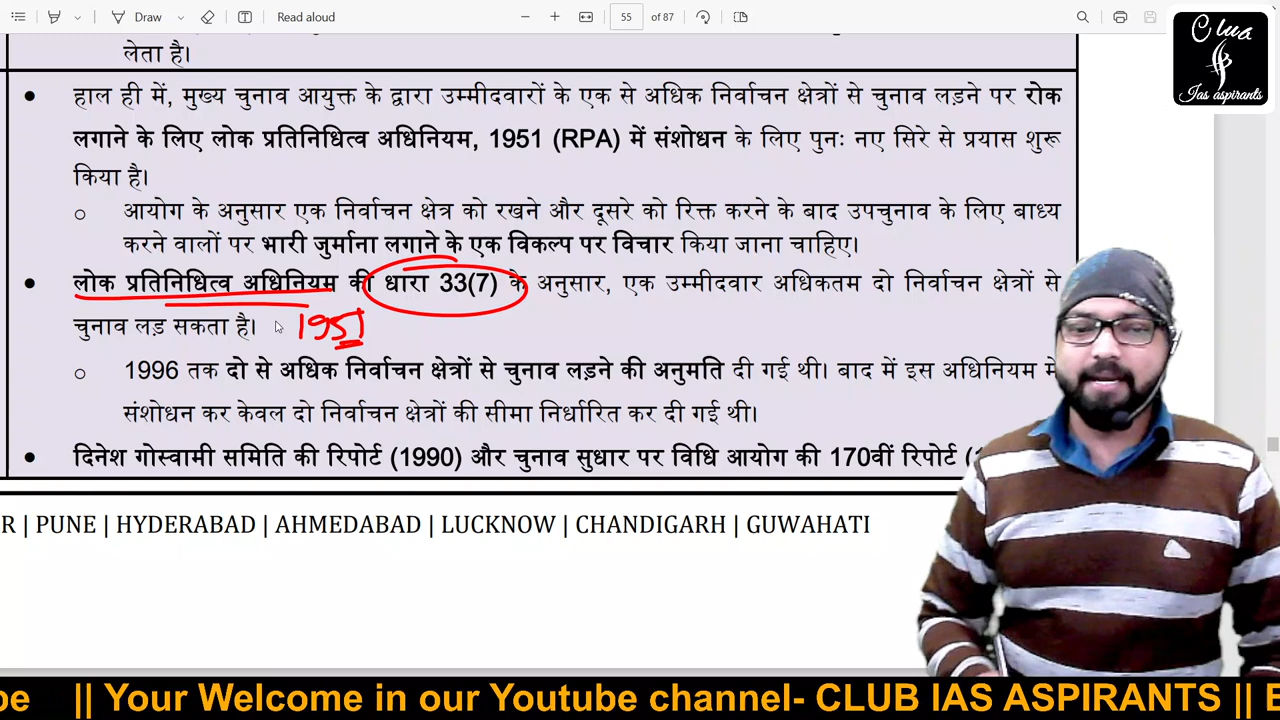 Draw
Read aloud
55 of 87
Clua
Ias aspirants
लेता है।
• हाल ही में, मुख्य चुनाव आयुक्त के द्वारा उम्मीदवारों के एक से अधिक निर्वाचन क्षेत्रों से चुनाव लड़ने पर रोक
लगाने के लिए लोक प्रतिनिधित्व अधिनियम, 1951 (RPA) में संशोधन के लिए पुनः नए सिरे से प्रयास शुरू
किया है।
o आयोग के अनुसार एक निर्वाचन क्षेत्र को रखने और दूसरे को रिक्त करने के बाद उपचुनाव के लिए बाध्य
करने वालों पर भारी जुर्माना लगाने के एक विकल्प पर विचार किया जाना चाहिए।
• लोक प्रतिनिधित्व अधिनियम की धारा 33(7) के अनुसार, एक उम्मीदवार अधिकतम दो निर्वाचन क्षेत्रों से
चुनाव लड़ सकता है। 1951
o 1996 तक दो से अधिक निर्वाचन क्षेत्रों से चुनाव लड़ने की अनुमति दी गई थी। बाद में इस अधिनियम में
संशोधन कर केवल दो निर्वाचन क्षेत्रों की सीमा निर्धारित कर दी गई थी।
• दिनेश गोस्वामी समिति की रिपोर्ट (1990) और चुनाव सुधार पर विधि आयोग की 170वीं रिपोर्ट (
R | PUNE | HYDERABAD | AHMEDABAD | LUCKNOW | CHANDIGARH | GUWAHATI
be || Your Welcome in our Youtube channel- CLUB IAS ASPIRANTS || E